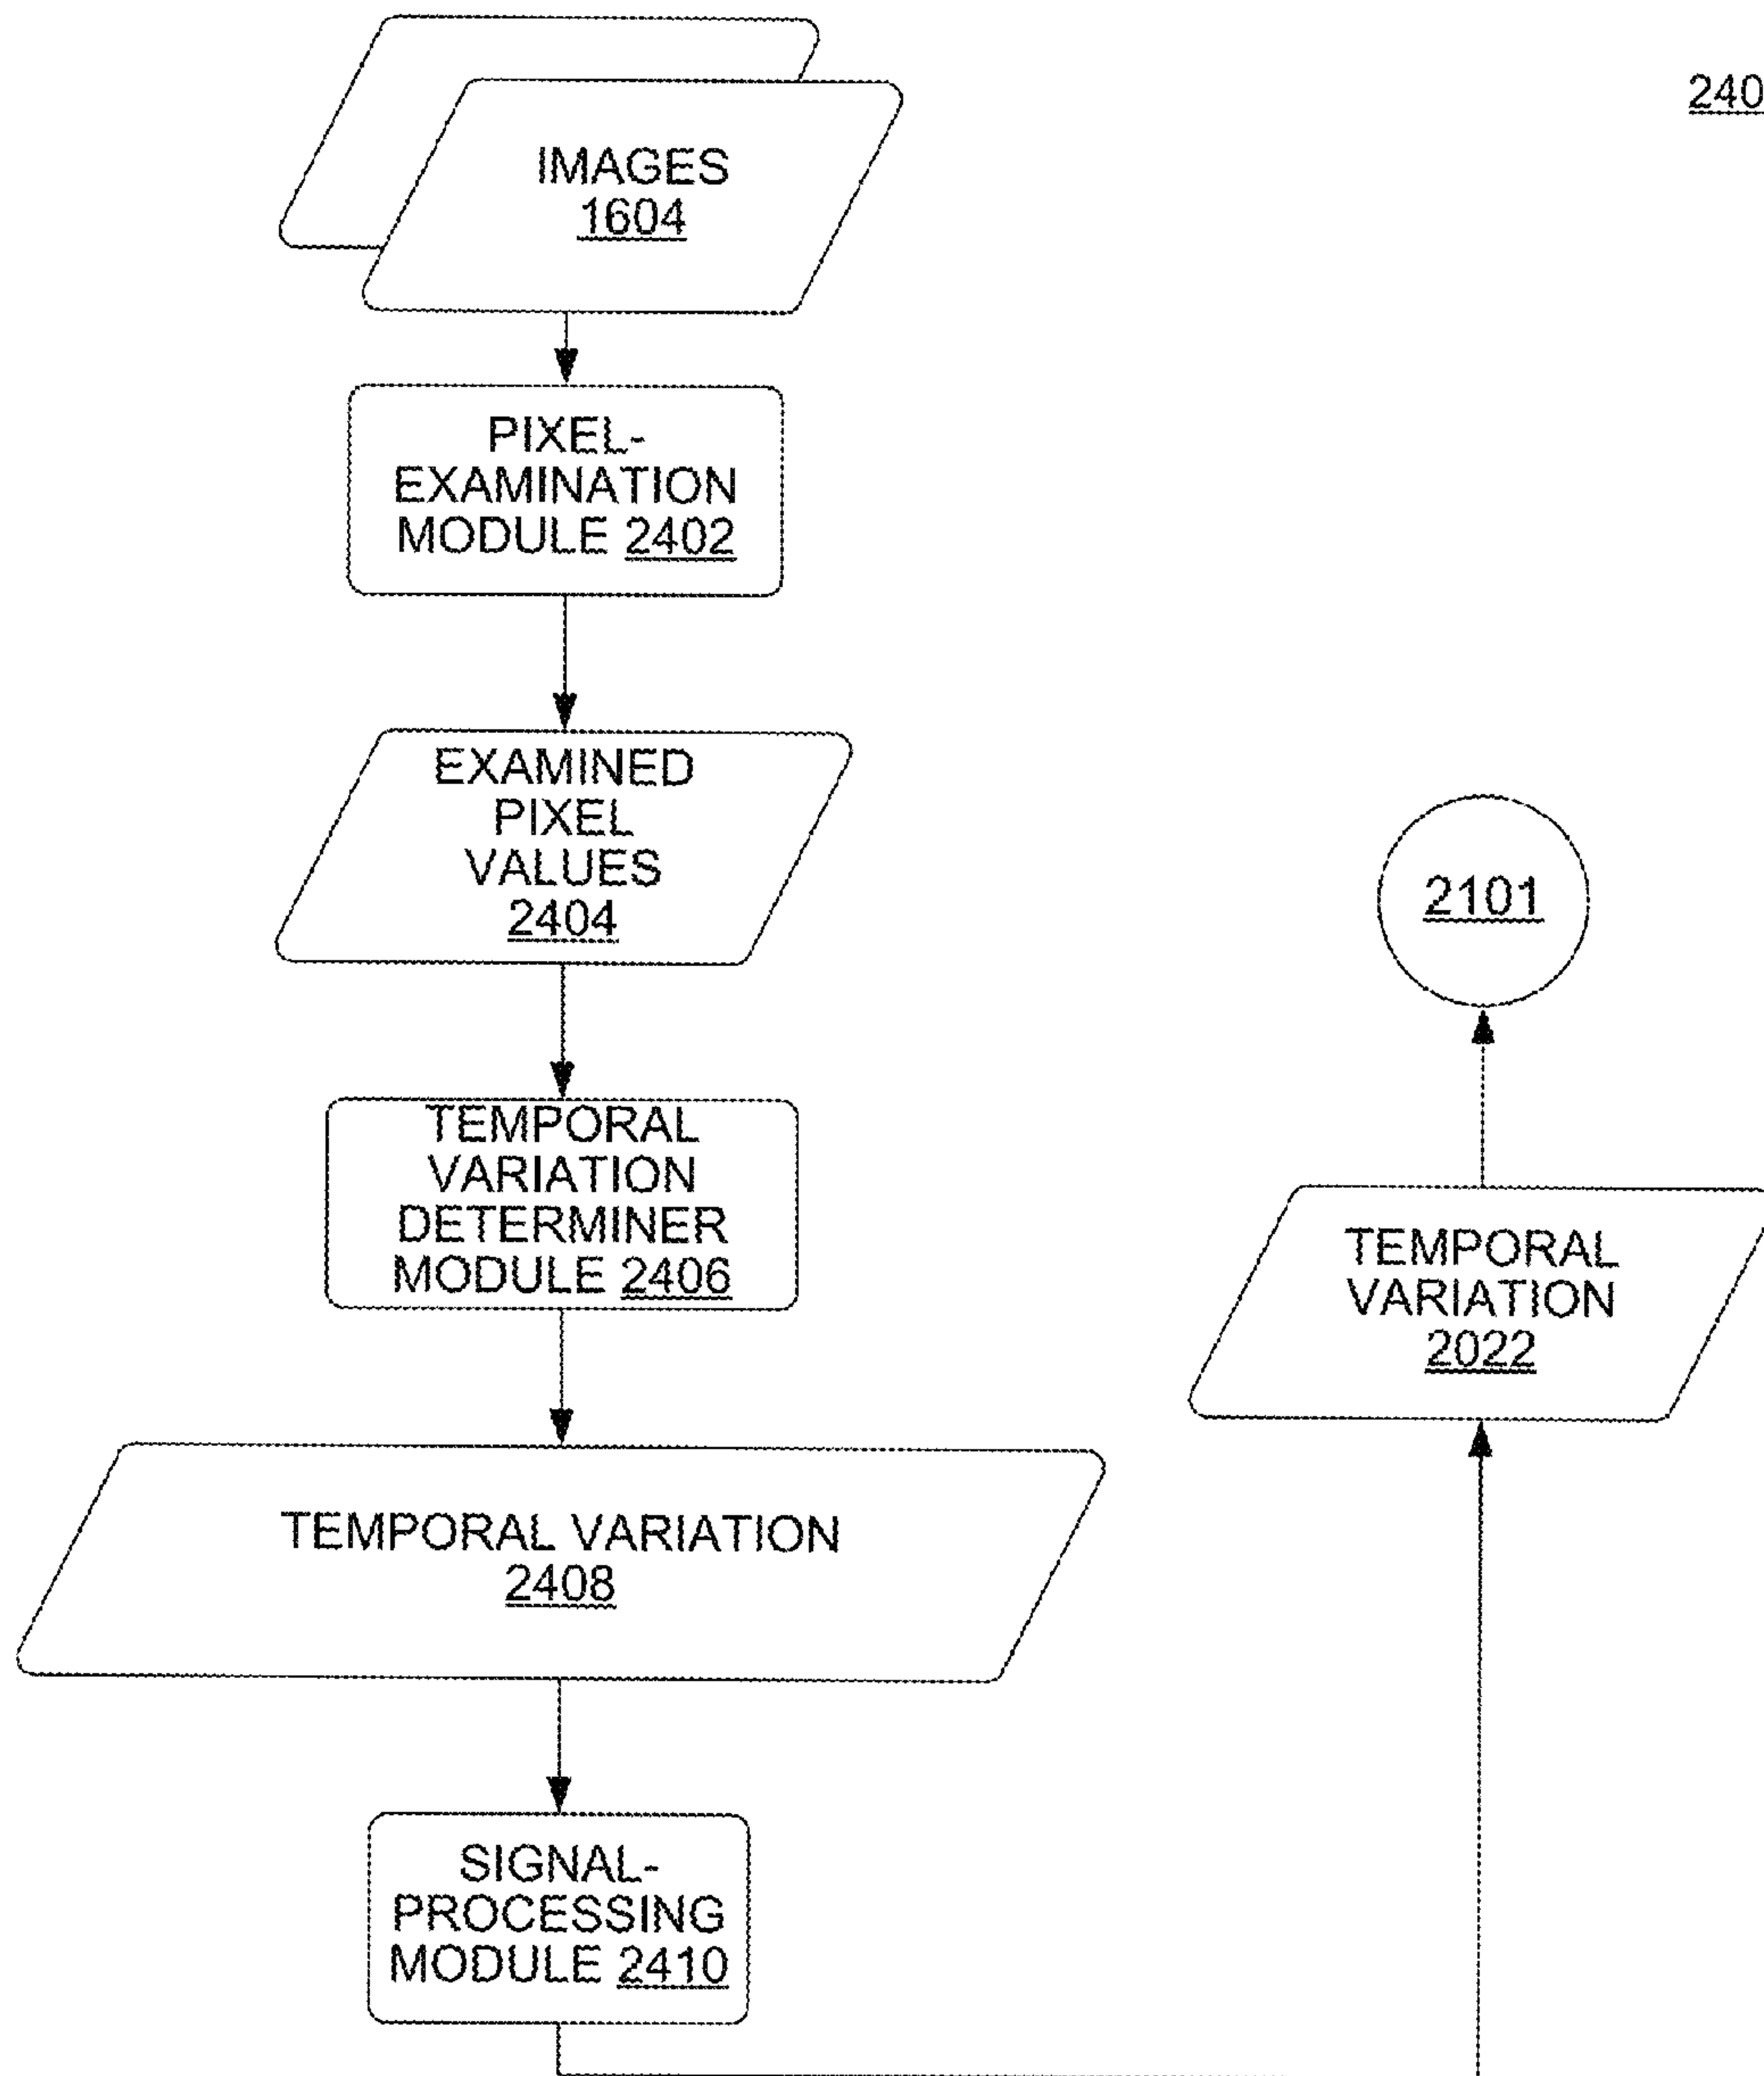 240
IMAGES
1604
PIXEL-
EXAMINATION
MODULE 2402
EXAMINED
PIXEL
VALUES
2404
TEMPORAL
VARIATION
DETERMINER
MODULE 2406
TEMPORAL VARIATION
2408
SIGNAL-
PROCESSING
MODULE 2410
TEMPORAL
VARIATION
2022
2101